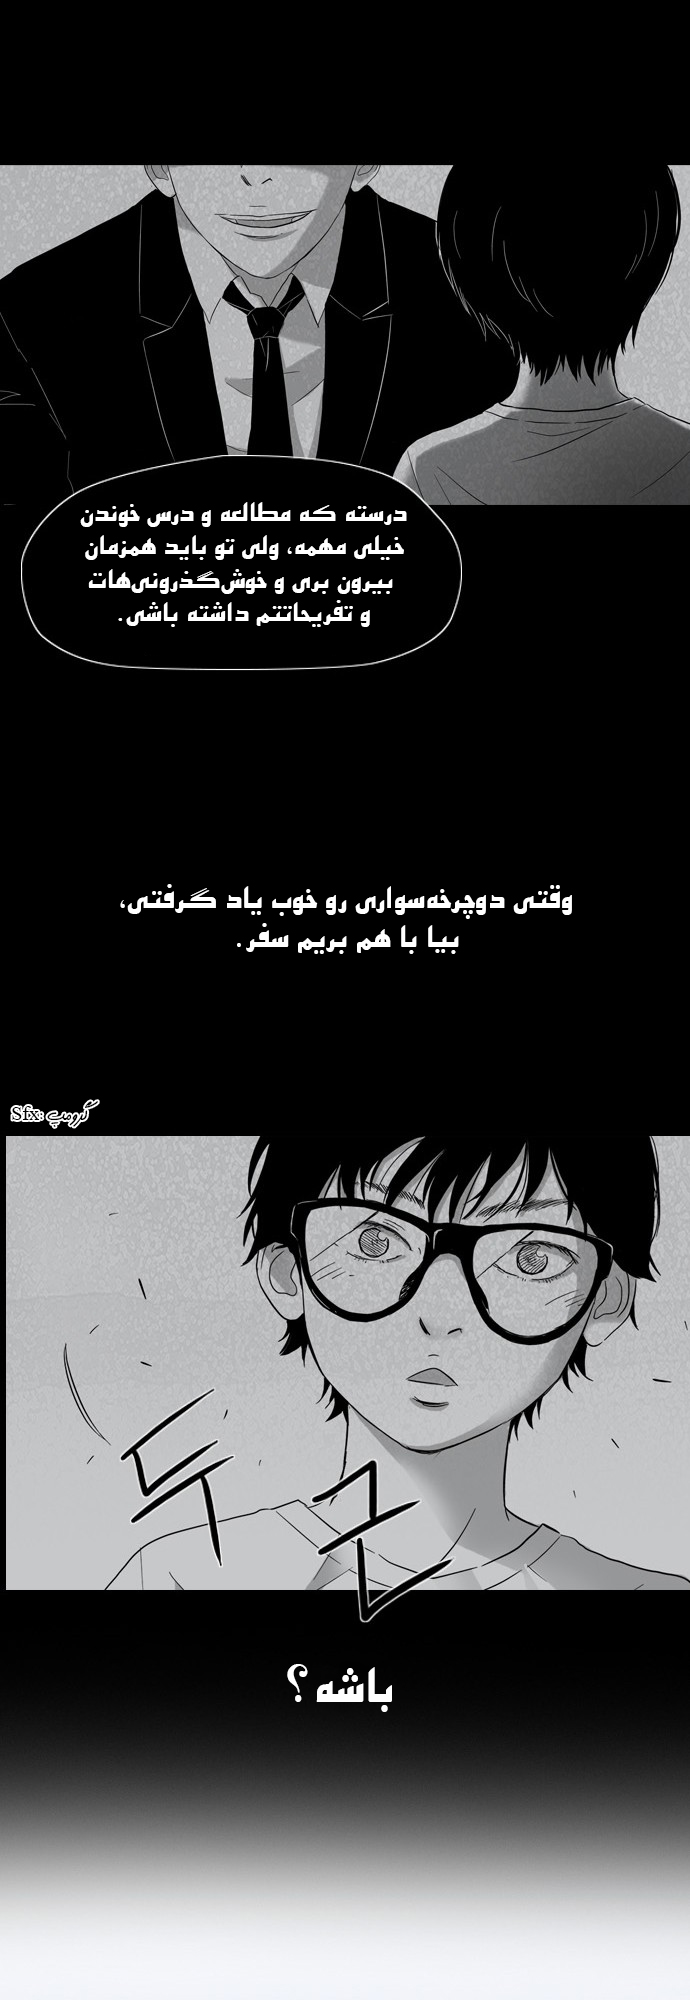 درسته که مطالعه و درس خوندن
خیلی مهمه، ولی تو باید همزمان
بیرون بری و خوش‌گذرونی‌هات
و تفریحاتتم داشته باشی.
وقتی دوچرخه‌سواری رو خوب یاد گرفتی،
بیا با هم بریم سفر.
Sfx: گرومپ
두근
باشه؟